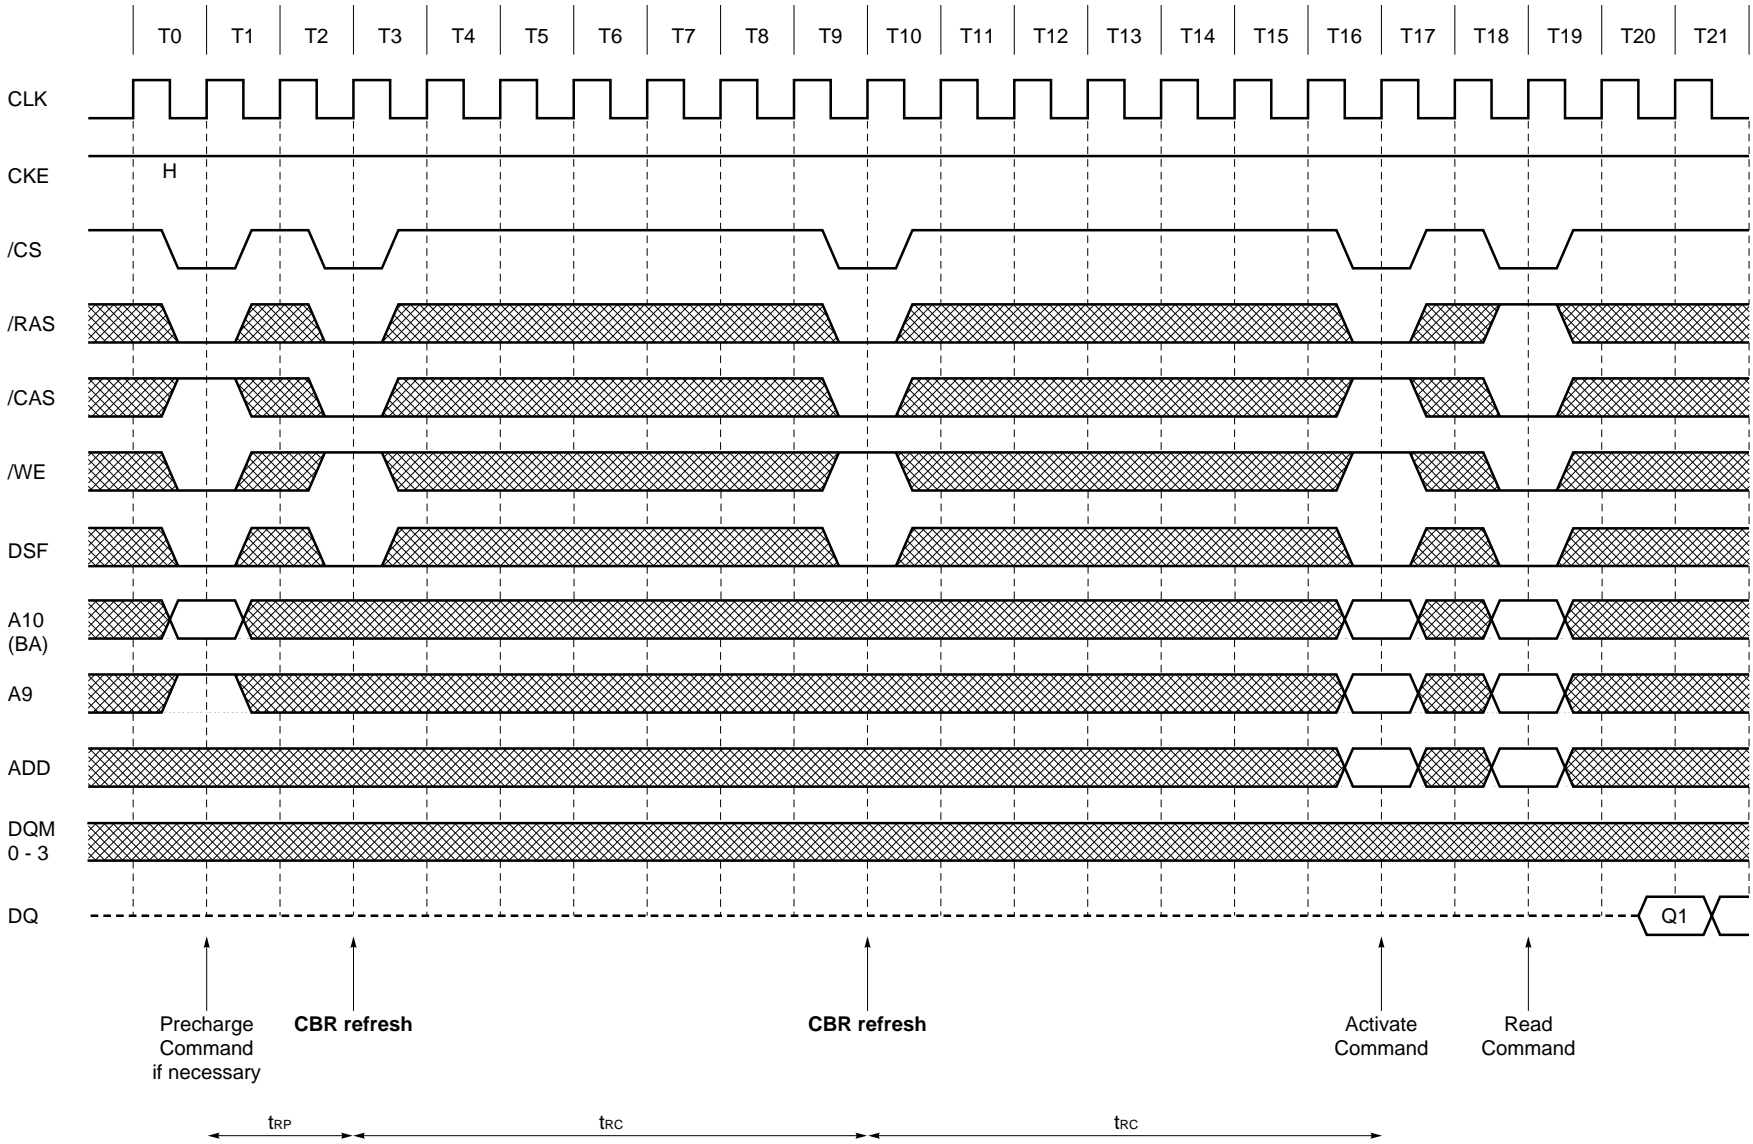 T0 T1 T2 T3 T4 T5 T6 T7 T8 T9 T10 T11 T12 T13 T14 T15 T16 T17 T18 T19 T20 T21
CLK
CKE
H
/CS
/RAS
/CAS
/WE
DSF
A10
(BA)
A9
ADD
DQM
0 - 3
DQ
Q1
Precharge
Command
if necessary
CBR refresh
CBR refresh
Activate
Command
Read
Command
tRP
tRC
tRC